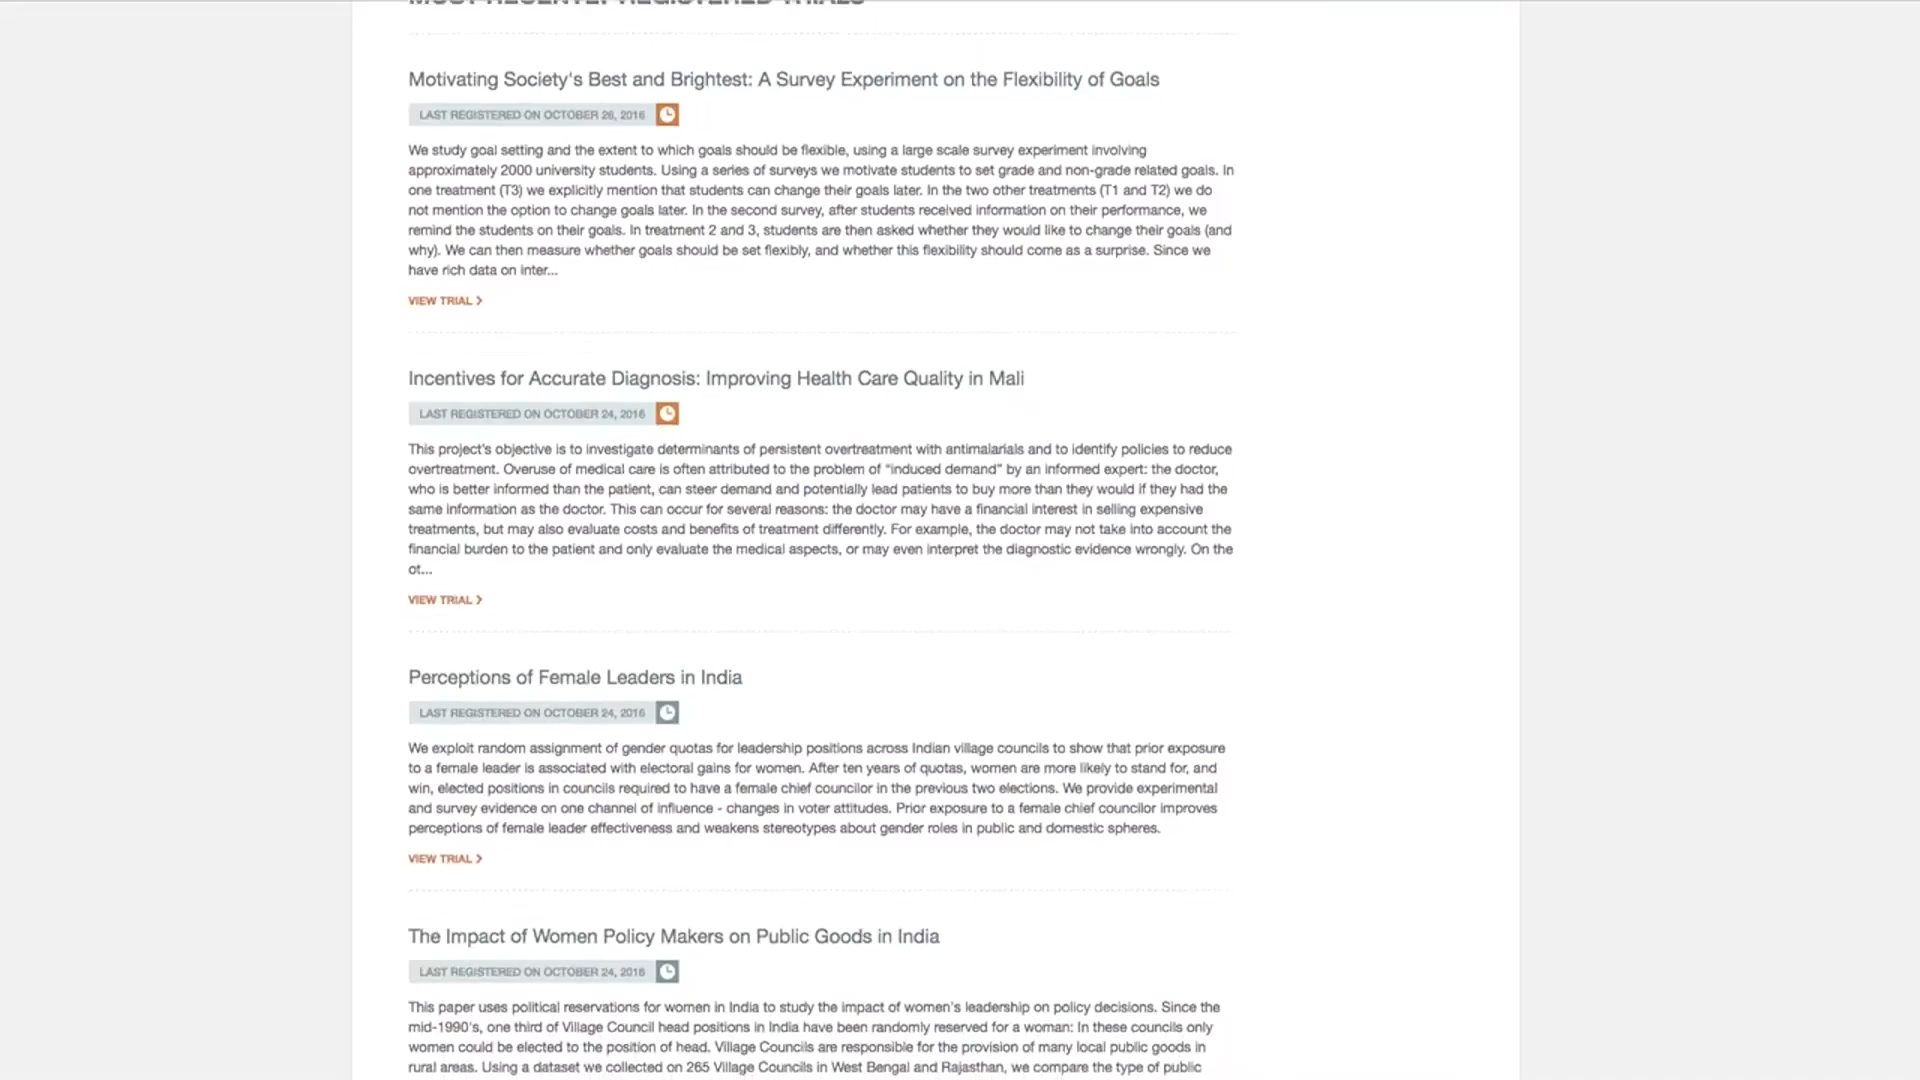 MOST RECENTLY REGISTERED TRIALS
Motivating Society's Best and Brightest: A Survey Experiment on the Flexibility of Goals
LAST REGISTERED ON OCTOBER 26, 2016
We study goal setting and the extent to which goals should be flexible, using a large scale survey experiment involving
approximately 2000 university students. Using a series of surveys we motivate students to set grade and non-grade related goals. In
one treatment (T3) we explicitly mention that students can change their goals later. In the two other treatments (T1 and T2) we do
not mention the option to change goals later. In the second survey, after students received information on their performance, we
remind the students on their goals. In treatment 2 and 3, students are then asked whether they would like to change their goals (and
why). We can then measure whether goals should be set flexibly, and whether this flexibility should come as a surprise. Since we
have rich data on inter...
VIEW TRIAL >
Incentives for Accurate Diagnosis: Improving Health Care Quality in Mali
LAST REGISTERED ON OCTOBER 24, 2016
This project's objective is to investigate determinants of persistent overtreatment with antimalarials and to identify policies to reduce
overtreatment. Overuse of medical care is often attributed to the problem of “induced demand” by an informed expert: the doctor,
who is better informed than the patient, can steer demand and potentially lead patients to buy more than they would if they had the
same information as the doctor. This can occur for several reasons: the doctor may have a financial interest in selling expensive
treatments, but may also evaluate costs and benefits of treatment differently. For example, the doctor may not take into account the
financial burden to the patient and only evaluate the medical aspects, or may even interpret the diagnostic evidence wrongly. On the
ot...
VIEW TRIAL >
Perceptions of Female Leaders in India
LAST REGISTERED ON OCTOBER 24, 2016
We exploit random assignment of gender quotas for leadership positions across Indian village councils to show that prior exposure
to a female leader is associated with electoral gains for women. After ten years of quotas, women are more likely to stand for, and
win, elected positions in councils required to have a female chief councilor in the previous two elections. We provide experimental
and survey evidence on one channel of influence - changes in voter attitudes. Prior exposure to a female chief councilor improves
perceptions of female leader effectiveness and weakens stereotypes about gender roles in public and domestic spheres.
VIEW TRIAL >
The Impact of Women Policy Makers on Public Goods in India
LAST REGISTERED ON OCTOBER 24, 2016
This paper uses political reservations for women in India to study the impact of women's leadership on policy decisions. Since the
mid-1990's, one third of Village Council head positions in India have been randomly reserved for a woman: In these councils only
women could be elected to the position of head. Village Councils are responsible for the provision of many local public goods in
rural areas. Using a dataset we collected on 265 Village Councils in West Bengal and Rajasthan, we compare the type of public